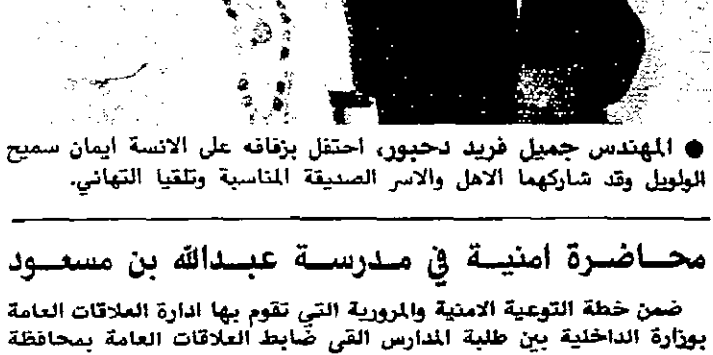 ● المهندس جميل فريد دحبور، احتفل بزفافه على الانسة ايمان سميح
الولويل وقد شاركهما الاهل والاسر الصديقة المناسبة وتلقيا التهاني.
محاضرة امنية في مدرسة عبدالله بن مسعود
ضمن خطة التوعية الامنية والمرورية التي تقوم بها ادارة العلاقات العامة
بوزارة الداخلية بين طلبة المدارس القى ضابط العلاقات العامة بمحافظة